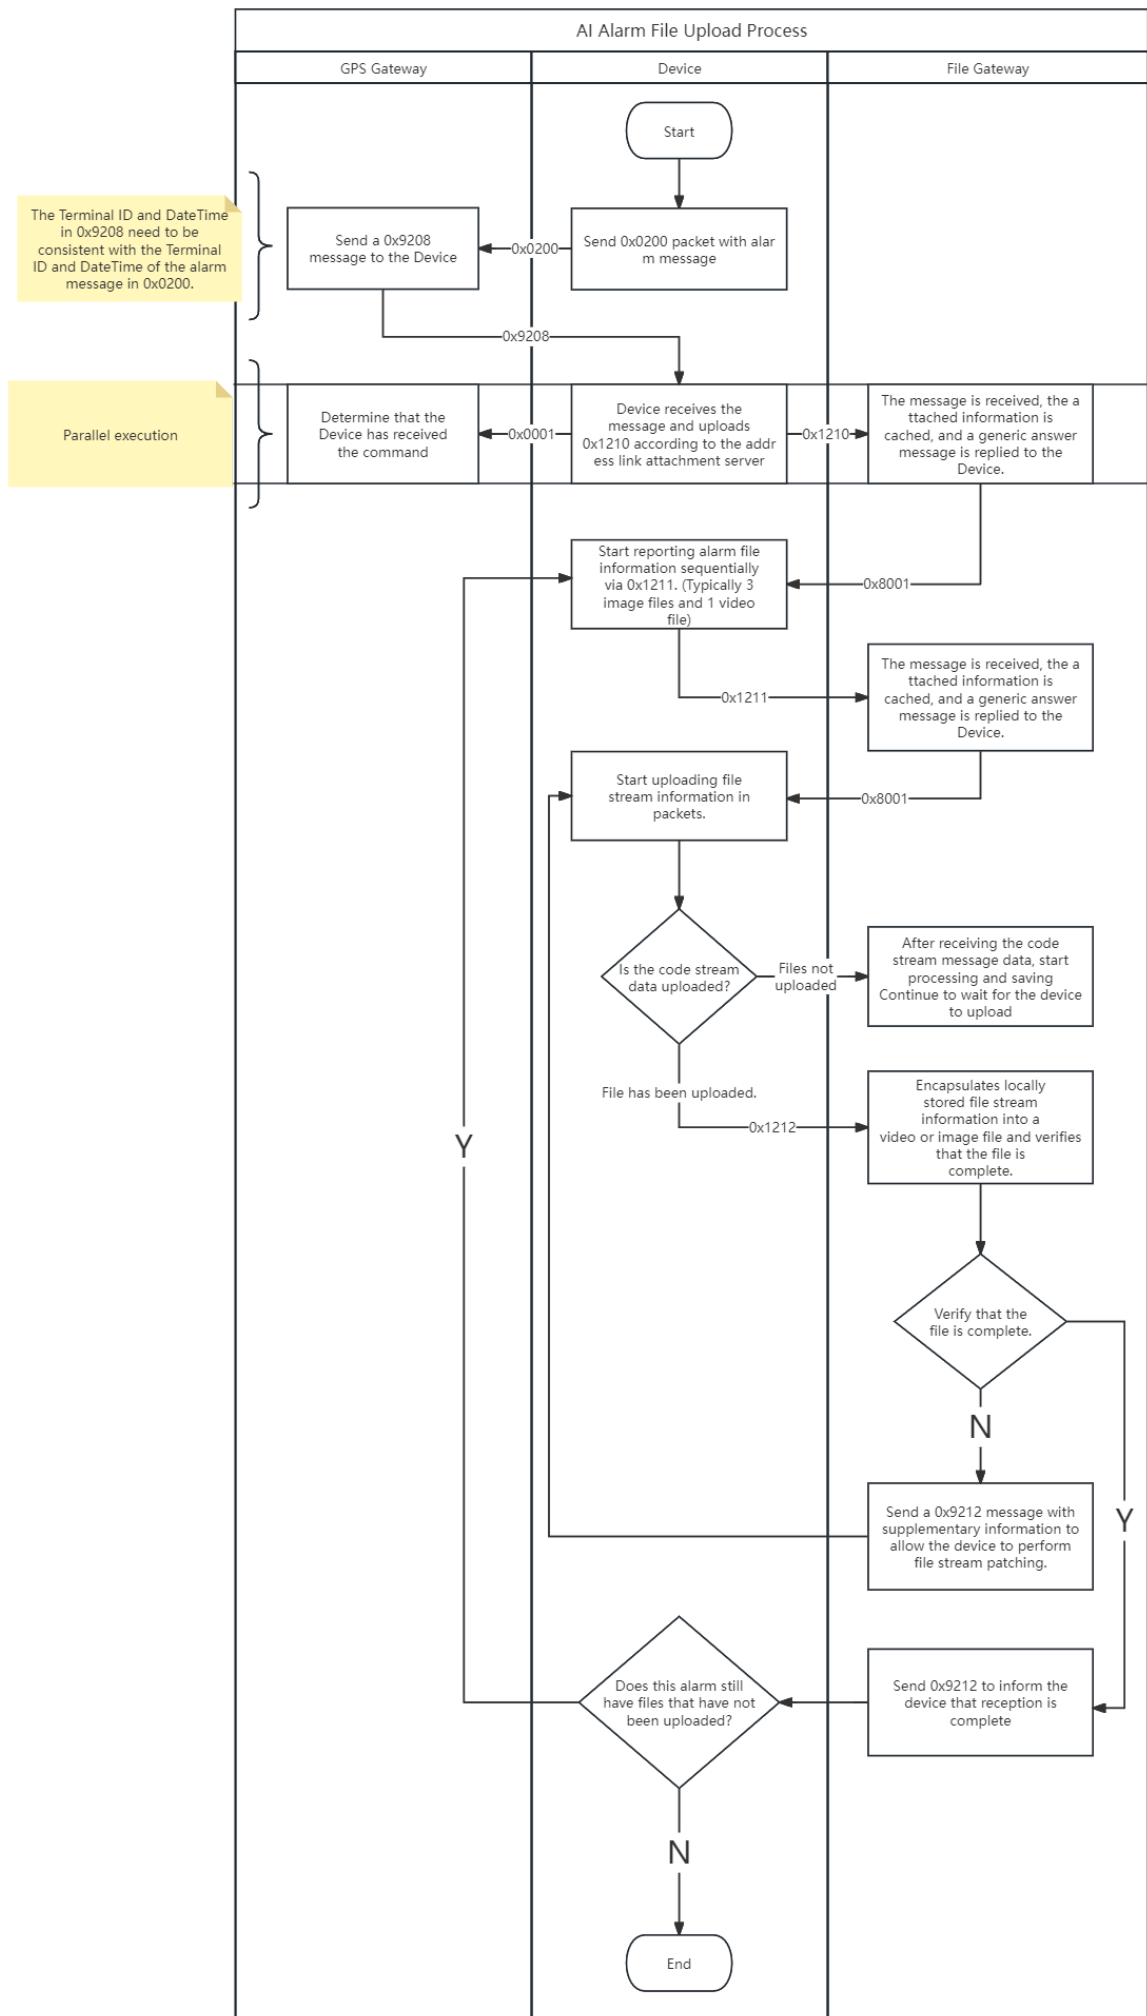 AI Alarm File Upload Process
GPS Gateway
Device
File Gateway
Start
The Terminal ID and DateTime
in 0x9208 need to be
consistent with the Terminal
ID and DateTime of the alarm
message in 0x0200.
Send a 0x9208
message to the Device
0x0200
Send 0x0200 packet with alar
m message
0x9208
Parallel execution
Determine that the
Device has received
the command
0x0001
Device receives the
message and uploads
0x1210 according to the addr
ess link attachment server
0x1210
The message is received, the a
ttached information is
cached, and a generic answer
message is replied to the
Device.
Start reporting alarm file
information sequentially
via 0x1211. (Typically 3
image files and 1 video
file)
0x8001
0x1211
The message is received, the a
ttached information is
cached, and a generic answer
message is replied to the
Device.
Start uploading file
stream information in
packets.
0x8001
Is the code stream
data uploaded?
Files not
uploaded
After receiving the code
stream message data, start
processing and saving
Continue to wait for the device
to upload
File has been uploaded.
0x1212
Encapsulates locally
stored file stream
information into a
video or image file and verifies
that the file is
complete.
Y
Verify that the
file is complete.
N
Send a 0x9212 message with
supplementary information to
allow the device to perform
file stream patching.
Y
Does this alarm still
have files that have not
been uploaded?
Send 0x9212 to inform the
device that reception is
complete
N
End